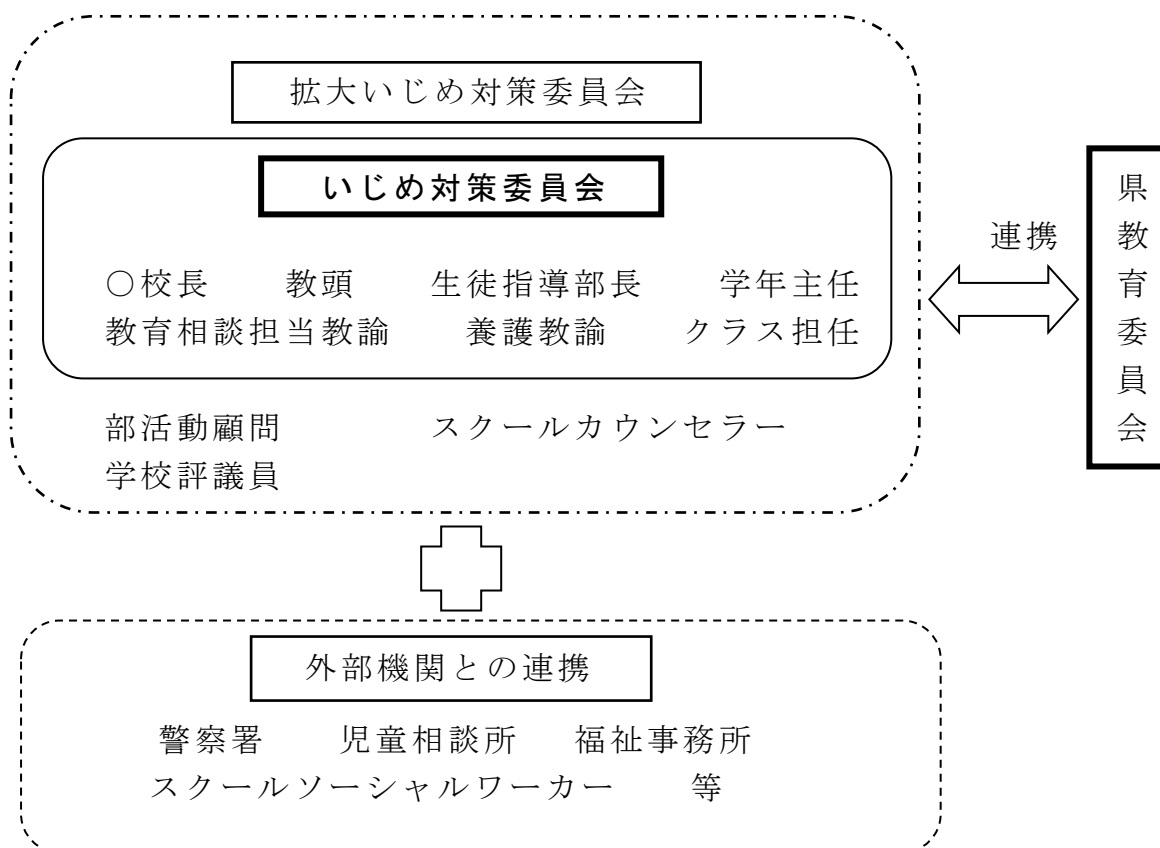 拡大いじめ対策委員会
いじめ対策委員会
○校長 教頭 生徒指導部長 学年主任
教育相談担当教諭 養護教諭 クラス担任
部活動顧問 スクールカウンセラー
学校評議員
連携
県教育委員会
外部機関との連携
警察署 児童相談所 福祉事務所
スクールソーシャルワーカー 等